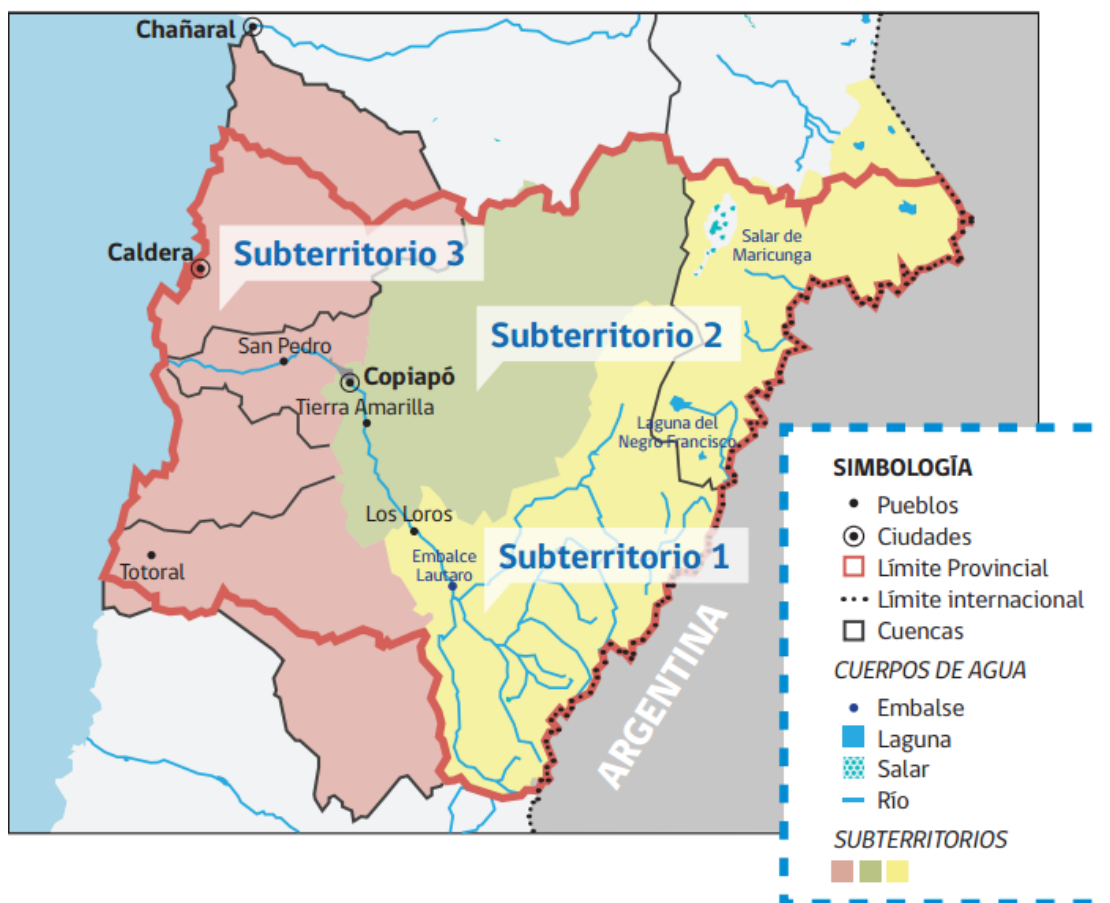 Chañaral
Subterritorio 3
Caldera
Salar de
Maricunga
Subterritorio 2
San Pedro
Copiapó
Tierra Amarilla
Laguna del
Negro Francisco
Los Loros
Embalce
Lautaro
Subterritorio 1
Totoral
ARGENTINA
SIMBOLOGÍA
Pueblos
Ciudades
Límite Provincial
Límite internacional
Cuencas
CUERPOS DE AGUA
Embalse
Laguna
Salar
Río
SUBTERRITORIOS